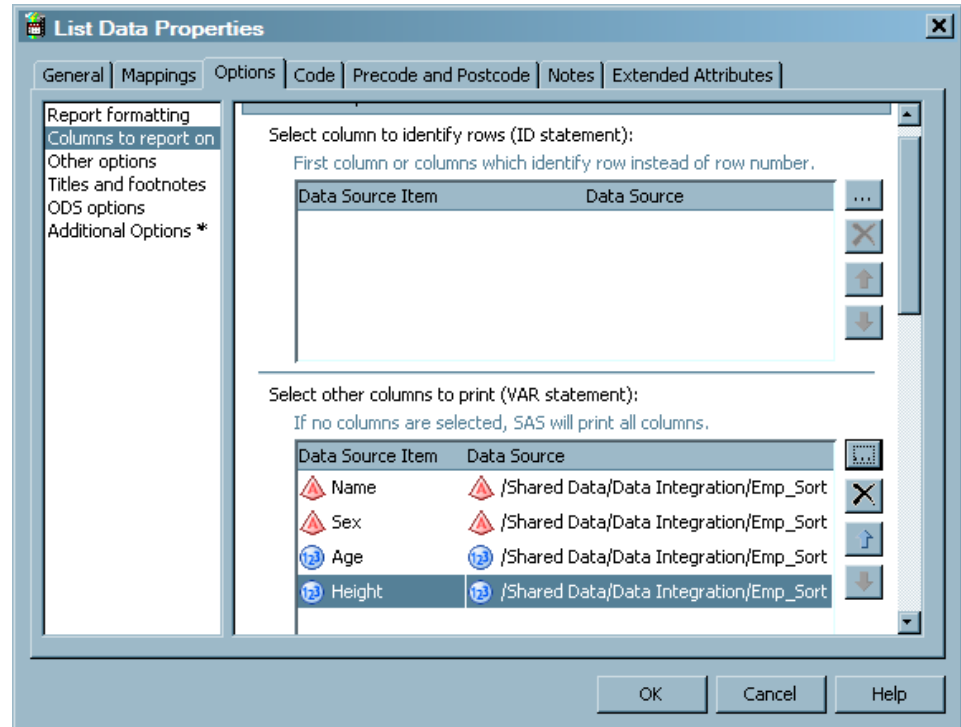 List Data Properties
General Mappings Options Code Precode and Postcode Notes Extended Attributes
Report formatting
Columns to report on
Other options
Titles and footnotes
ODS options
Additional Options *
Select column to identify rows (ID statement):
First column or columns which identify row instead of row number.
Data Source Item Data Source
...
Select other columns to print (VAR statement):
If no columns are selected, SAS will print all columns.
Data Source Item Data Source
...
A Name A /Shared Data/Data Integration/Emp_Sort
A Sex A /Shared Data/Data Integration/Emp_Sort
123 Age 123 /Shared Data/Data Integration/Emp_Sort
123 Height 123 /Shared Data/Data Integration/Emp_Sort
OK Cancel Help